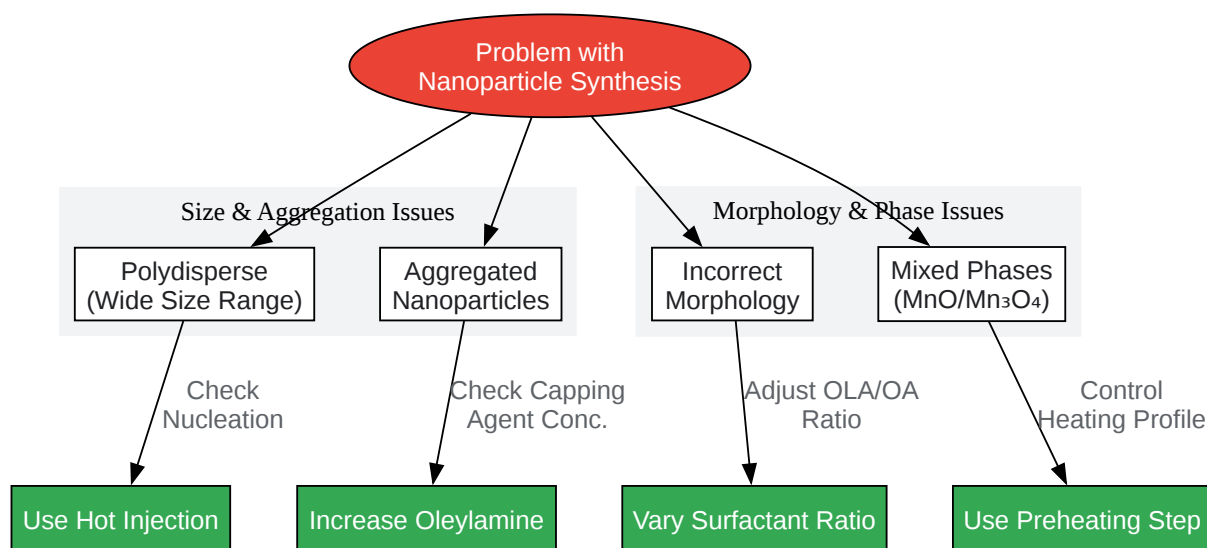 Problem with
Nanoparticle Synthesis
Size & Aggregation Issues
Morphology & Phase Issues
Polydisperse
(Wide Size Range)
Aggregated
Nanoparticles
Incorrect
Morphology
Mixed Phases
(MnO/Mn₃O₄)
Check
Nucleation
Check Capping
Agent Conc.
Adjust OLA/OA
Ratio
Control
Heating Profile
Use Hot Injection
Increase Oleylamine
Vary Surfactant Ratio
Use Preheating Step